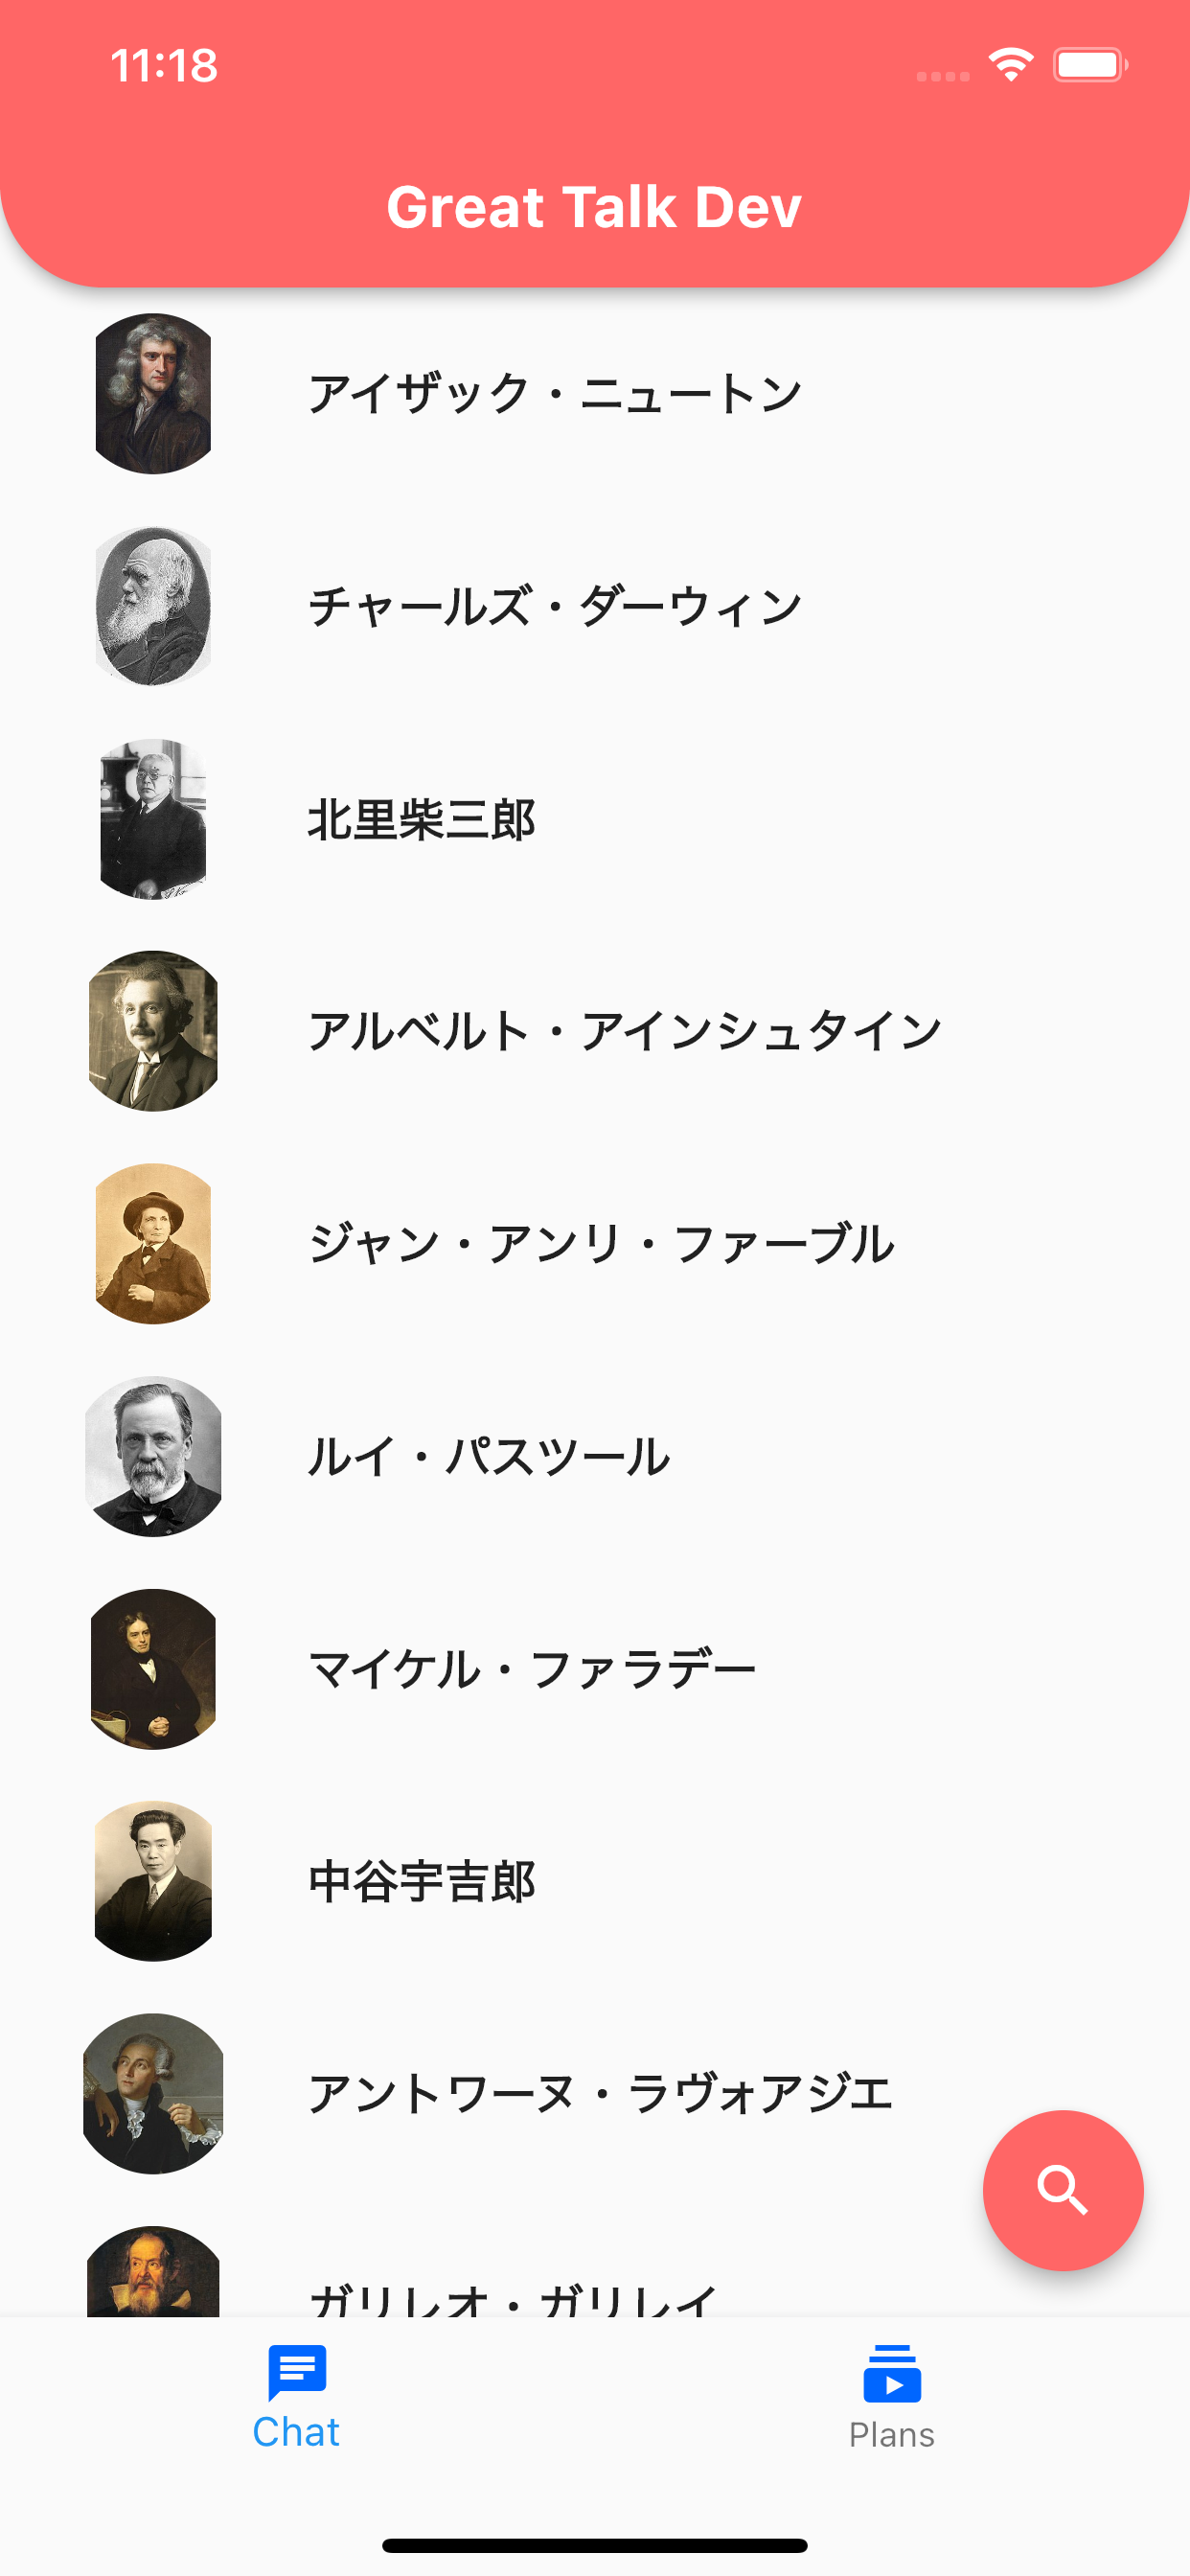 11:18
Great Talk Dev
アイザック・ニュートン
チャールズ・ダーウィン
北里柴三郎
アルベルト・アインシュタイン
ジャン・アンリ・ファーブル
ルイ・パスツール
マイケル・ファラデー
中谷宇吉郎
アントワーヌ・ラヴォアジエ
ガリレオ・ガリレイ
Chat
Plans